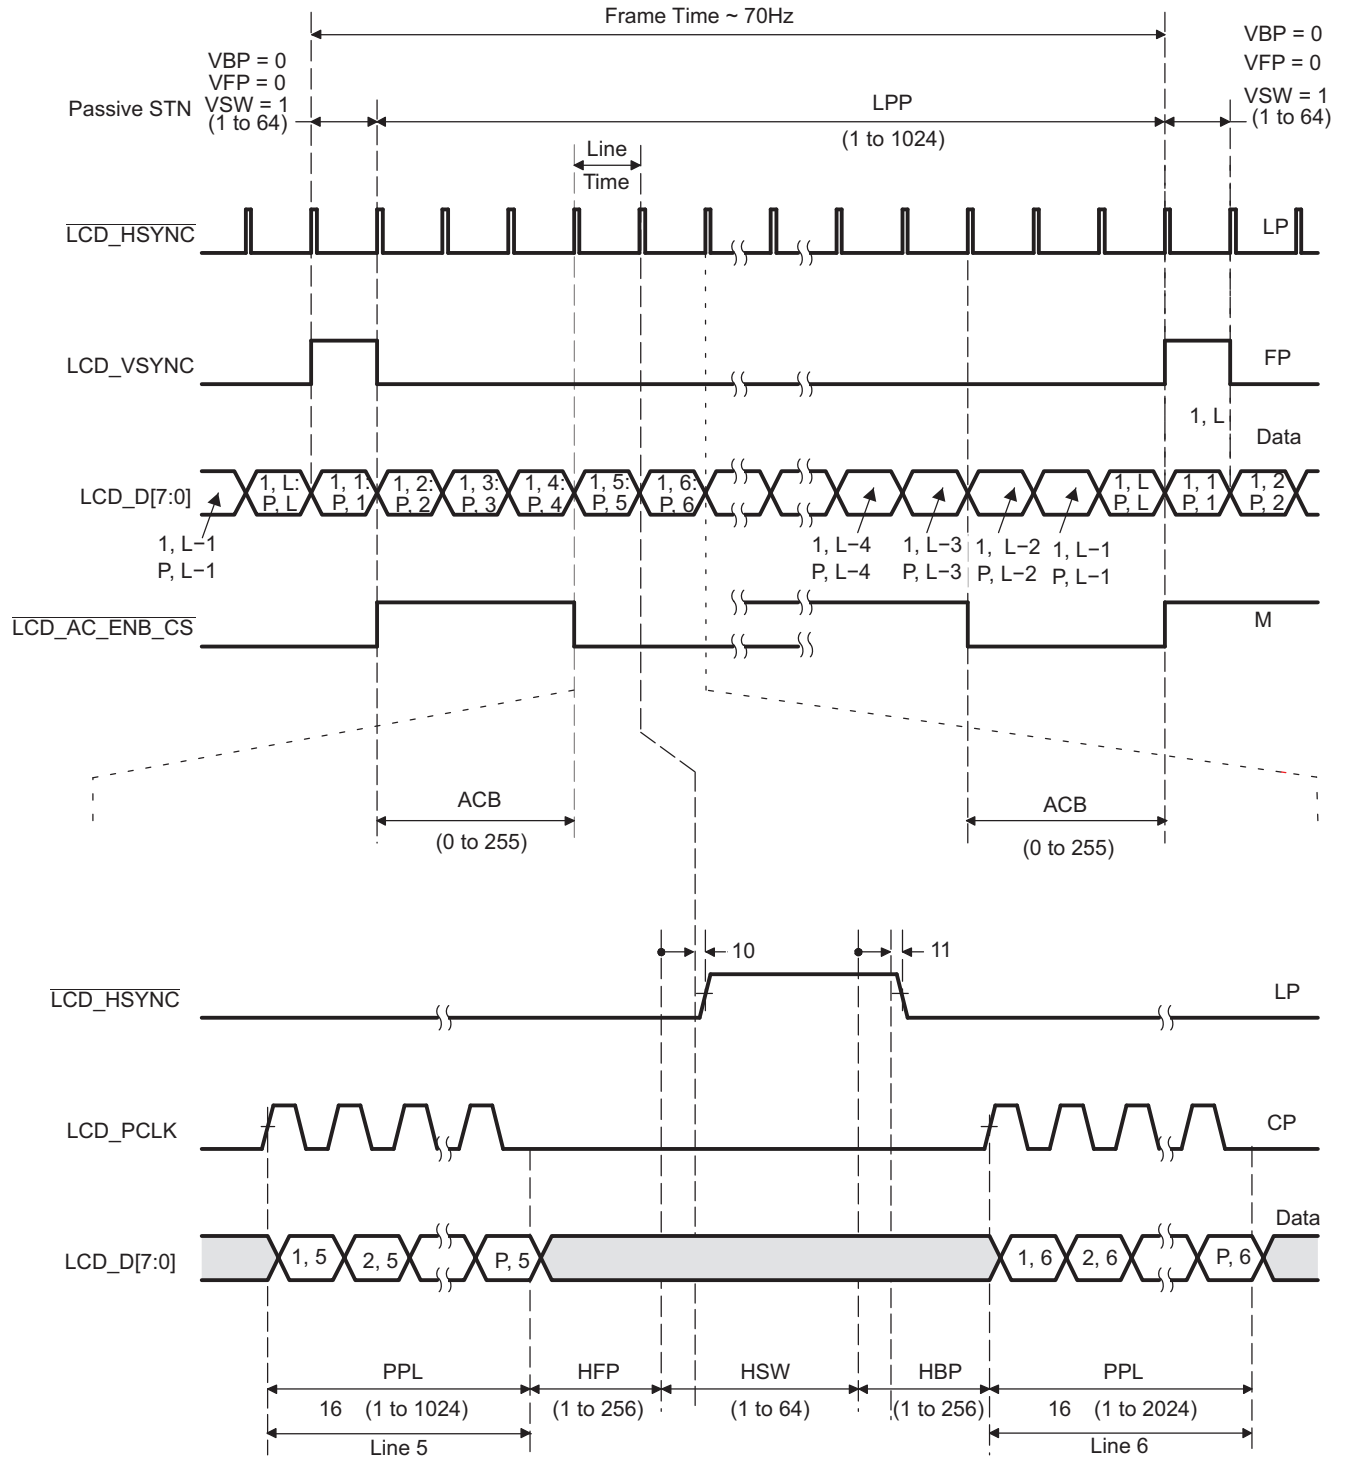 Frame Time ~ 70Hz
VBP = 0
VFP = 0
VSW = 1
(1 to 64)
VBP = 0
VFP = 0
VSW = 1
(1 to 64)
Passive STN
LPP
(1 to 1024)
Line
Time
LCD_HSYNC
LP
LCD_VSYNC
FP
1, L
Data
LCD_D[7:0]
1, L:
P, L
1, 1:
P, 1
1, 2:
P, 2
1, 3:
P, 3
1, 4:
P, 4
1, 5:
P, 5
1, 6:
P, 6
1, L
P, L
1, 1
P, 1
1, 2
P, 2
1, L−1
P, L−1
1, L−4
P, L−4
1, L−3
P, L−3
1, L−2
P, L−2
1, L−1
P, L−1
LCD_AC_ENB_CS
M
ACB
(0 to 255)
ACB
(0 to 255)
10
11
LCD_HSYNC
LP
LCD_PCLK
CP
Data
LCD_D[7:0]
1, 5
2, 5
P, 5
1, 6
2, 6
P, 6
PPL
HFP
HSW
HBP
PPL
16 (1 to 1024)
(1 to 256)
(1 to 64)
(1 to 256)
16 (1 to 2024)
Line 5
Line 6